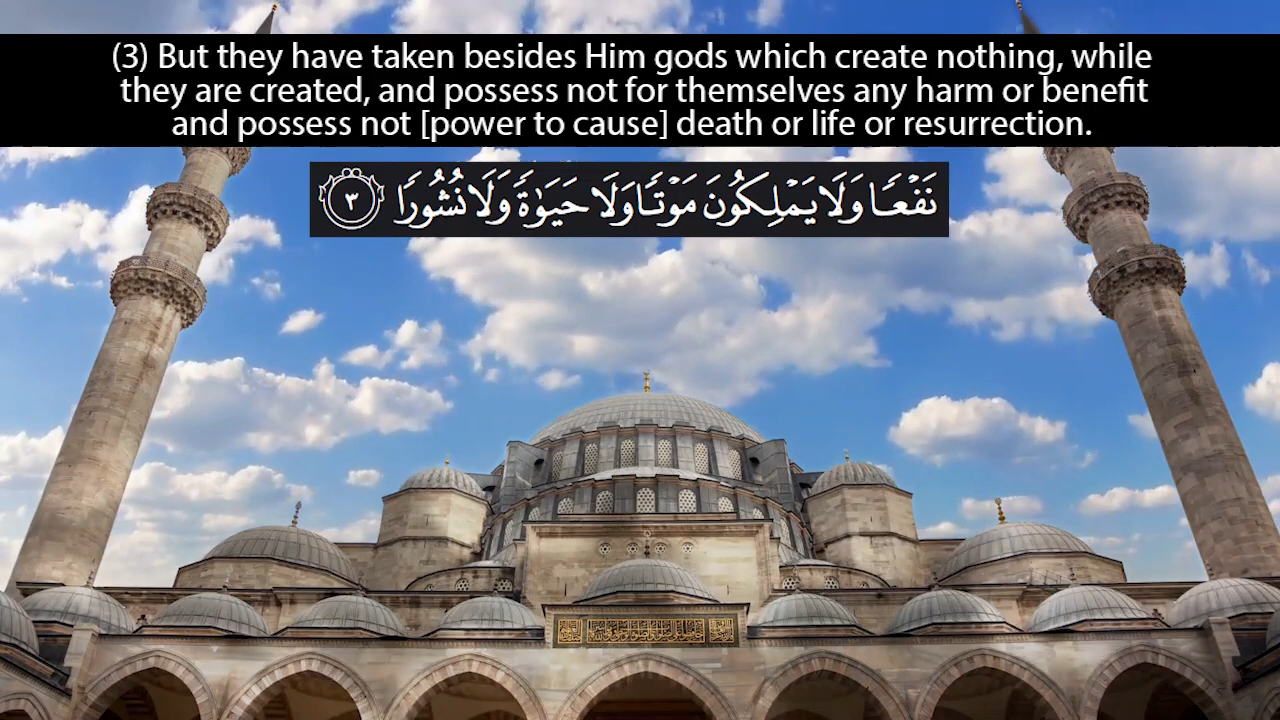 (3) But they have taken besides Him gods which create nothing, while
they are created, and possess not for themselves any harm or benefit
and possess not [power to cause] death or life or resurrection.
نَفْعًا وَلَا يَمْلِكُونَ مَوْتًا وَلَا حَيَوٰةً وَلَا نُشُورًا ٣